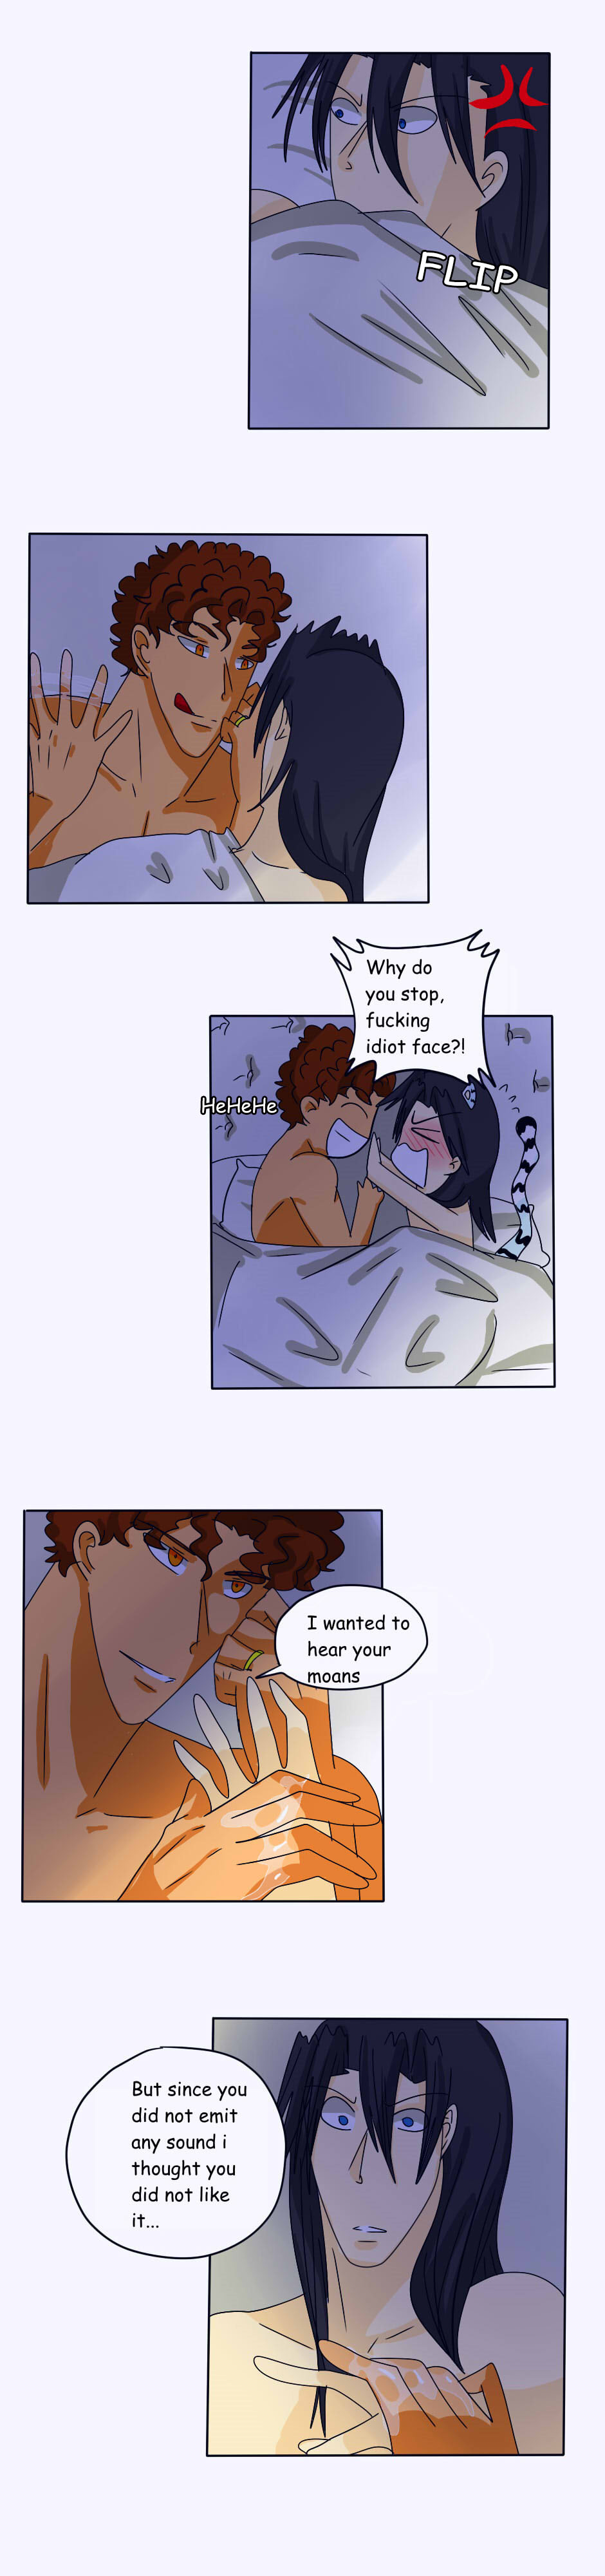 FLIP
Why do
you stop,
fucking
idiot face?!
HeHeHe
I wanted to
hear your
moans
But since you
did not emit
any sound i
thought you
did not like
it...